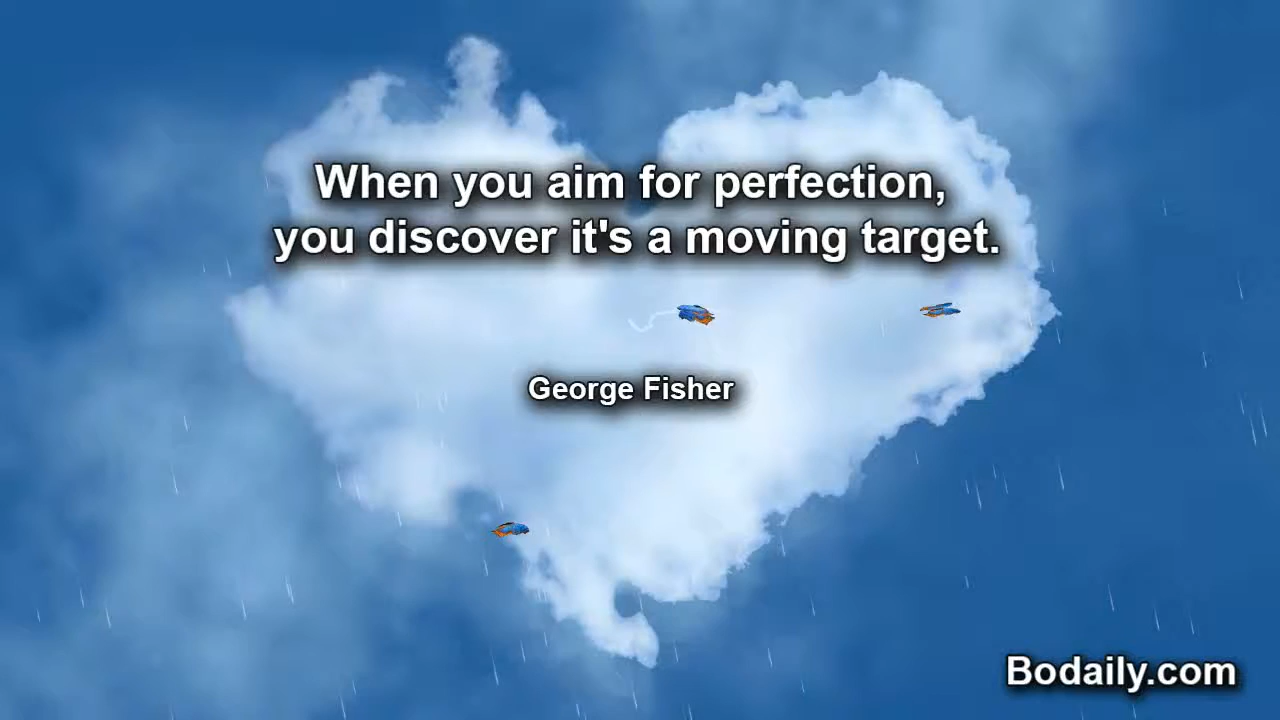 When you aim for perfection,
you discover it's a moving target.
George Fisher
Bodaily.com